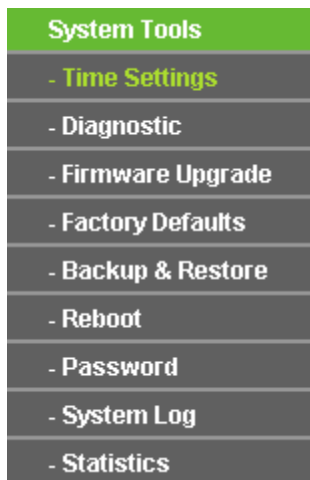 System Tools
- Time Settings
- Diagnostic
- Firmware Upgrade
- Factory Defaults
- Backup & Restore
- Reboot
- Password
- System Log
- Statistics